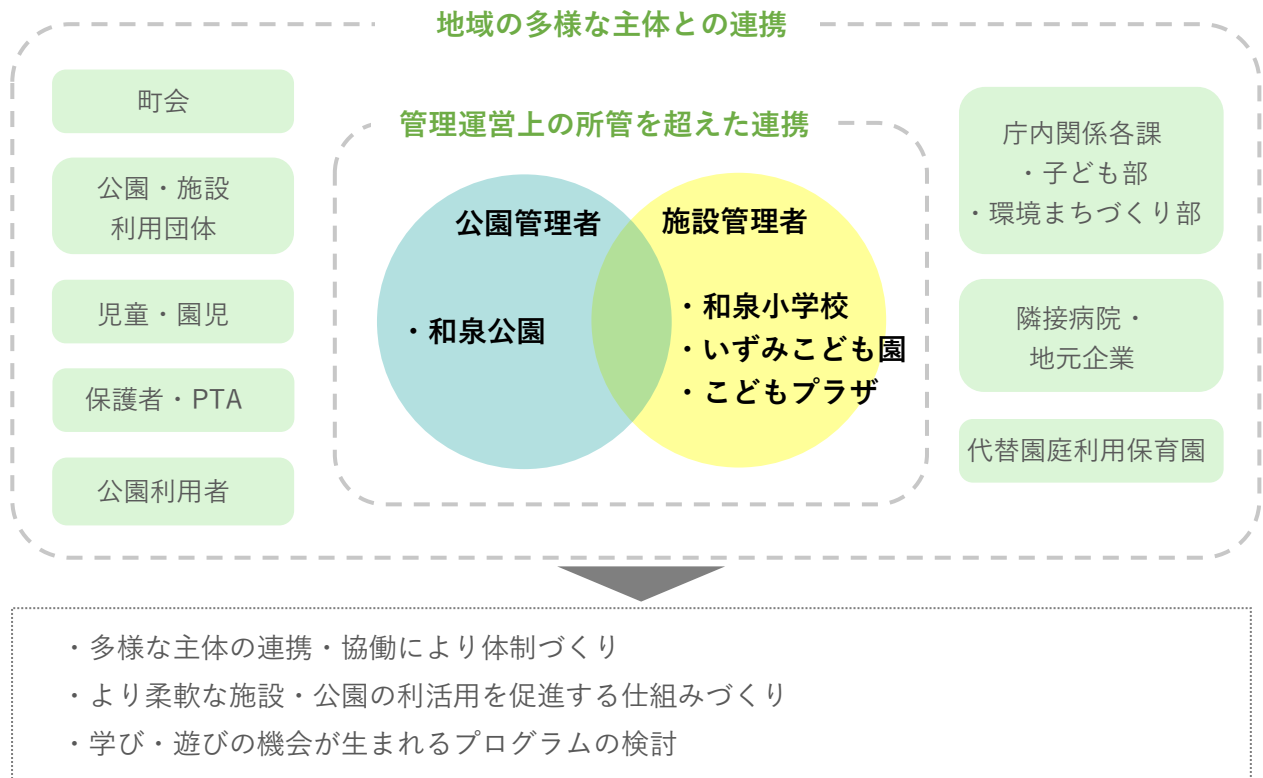 地域の多様な主体との連携
町会
公園・施設
利用団体
児童・園児
保護者・PTA
公園利用者
管理運営上の所管を超えた連携
公園管理者
・和泉公園
施設管理者
・和泉小学校
・いずみこども園
・こどもプラザ
庁内関係各課
・子ども部
・環境まちづくり部
隣接病院・
地元企業
代替園庭利用保育園
・多様な主体の連携・協働により体制づくり
・より柔軟な施設・公園の利活用を促進する仕組みづくり
・学び・遊びの機会が生まれるプログラムの検討